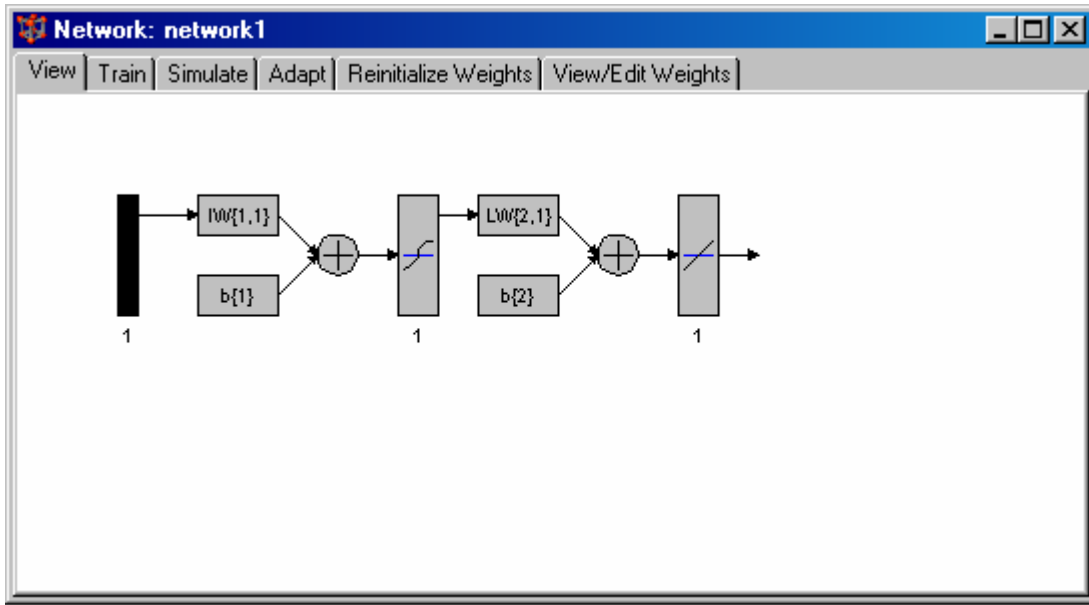 Network: network1
View Train Simulate Adapt Reinitialize Weights View/Edit Weights
IW{1,1} LW{2,1}
b{1} b{2}
1 1 1